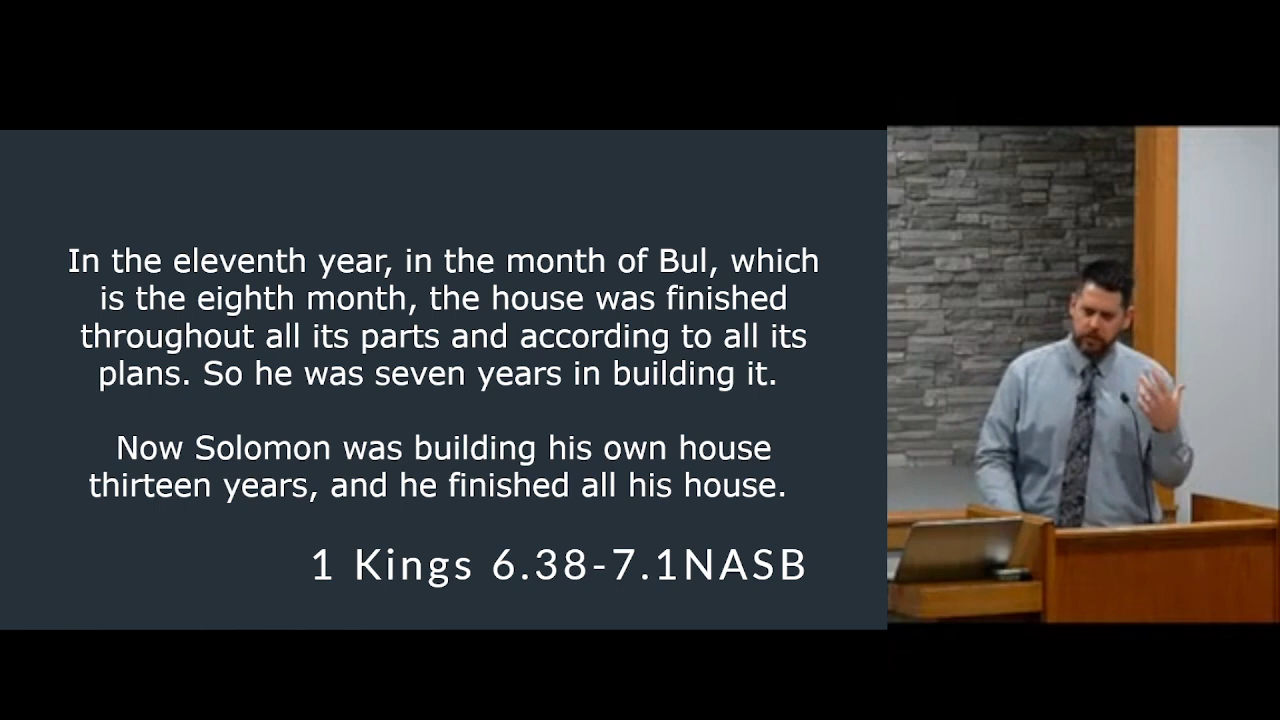 In the eleventh year, in the month of Bul, which
is the eighth month, the house was finished
throughout all its parts and according to all its
plans. So he was seven years in building it.
Now Solomon was building his own house
thirteen years, and he finished all his house.
1 Kings 6.38-7.1NASB